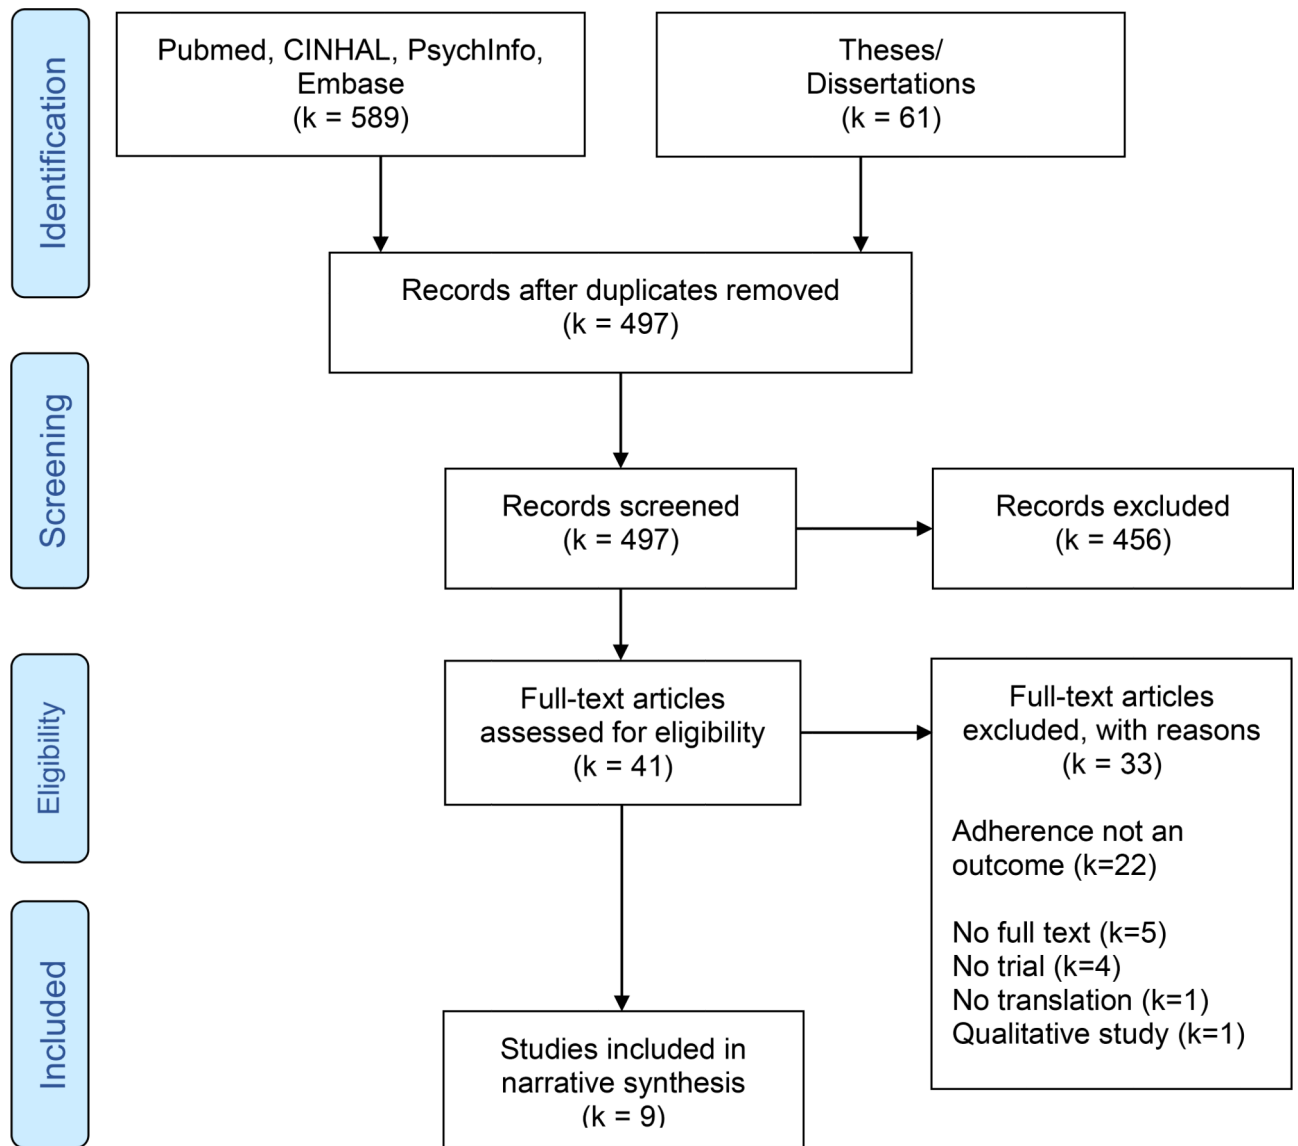 Identification
Pubmed, CINHAL, PsychInfo,
Embase
(k = 589)
Theses/
Dissertations
(k = 61)
Records after duplicates removed
(k = 497)
Screening
Records screened
(k = 497)
Records excluded
(k = 456)
Eligibility
Full-text articles
assessed for eligibility
(k = 41)
Full-text articles
excluded, with reasons
(k = 33)
Adherence not an
outcome (k=22)
No full text (k=5)
No trial (k=4)
No translation (k=1)
Qualitative study (k=1)
Included
Studies included in
narrative synthesis
(k = 9)